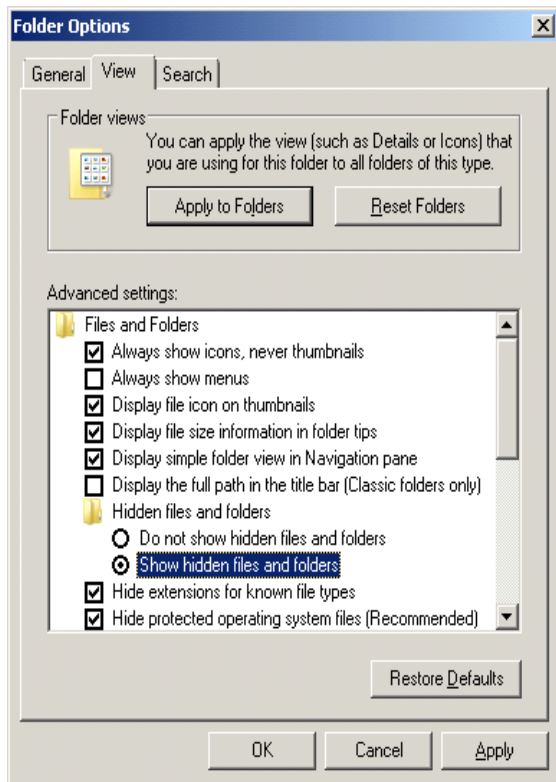 Folder Options
General View Search
Folder views
You can apply the view (such as Details or Icons) that
you are using for this folder to all folders of this type.
Apply to Folders Reset Folders
Advanced settings:
Files and Folders
Always show icons, never thumbnails
Always show menus
Display file icon on thumbnails
Display file size information in folder tips
Display simple folder view in Navigation pane
Display the full path in the title bar (Classic folders only)
Hidden files and folders
Do not show hidden files and folders
Show hidden files and folders
Hide extensions for known file types
Hide protected operating system files (Recommended)
Restore Defaults
OK Cancel Apply